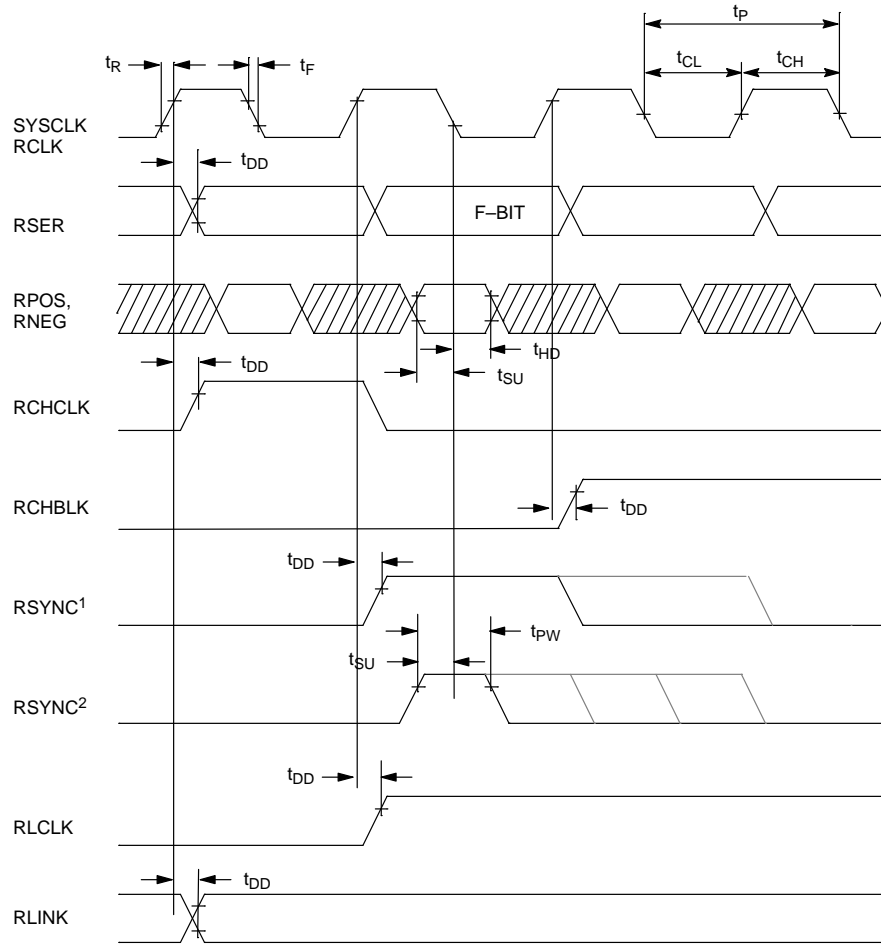 tP
tR
tF
tCL
tCH
SYSCLK
RCLK
tDD
RSER
F–BIT
RPOS,
RNEG
tHD
tDD
tSU
RCHCLK
RCHBLK
tDD
tDD
RSYNC1
tPW
tSU
RSYNC2
tDD
RLCLK
tDD
RLINK